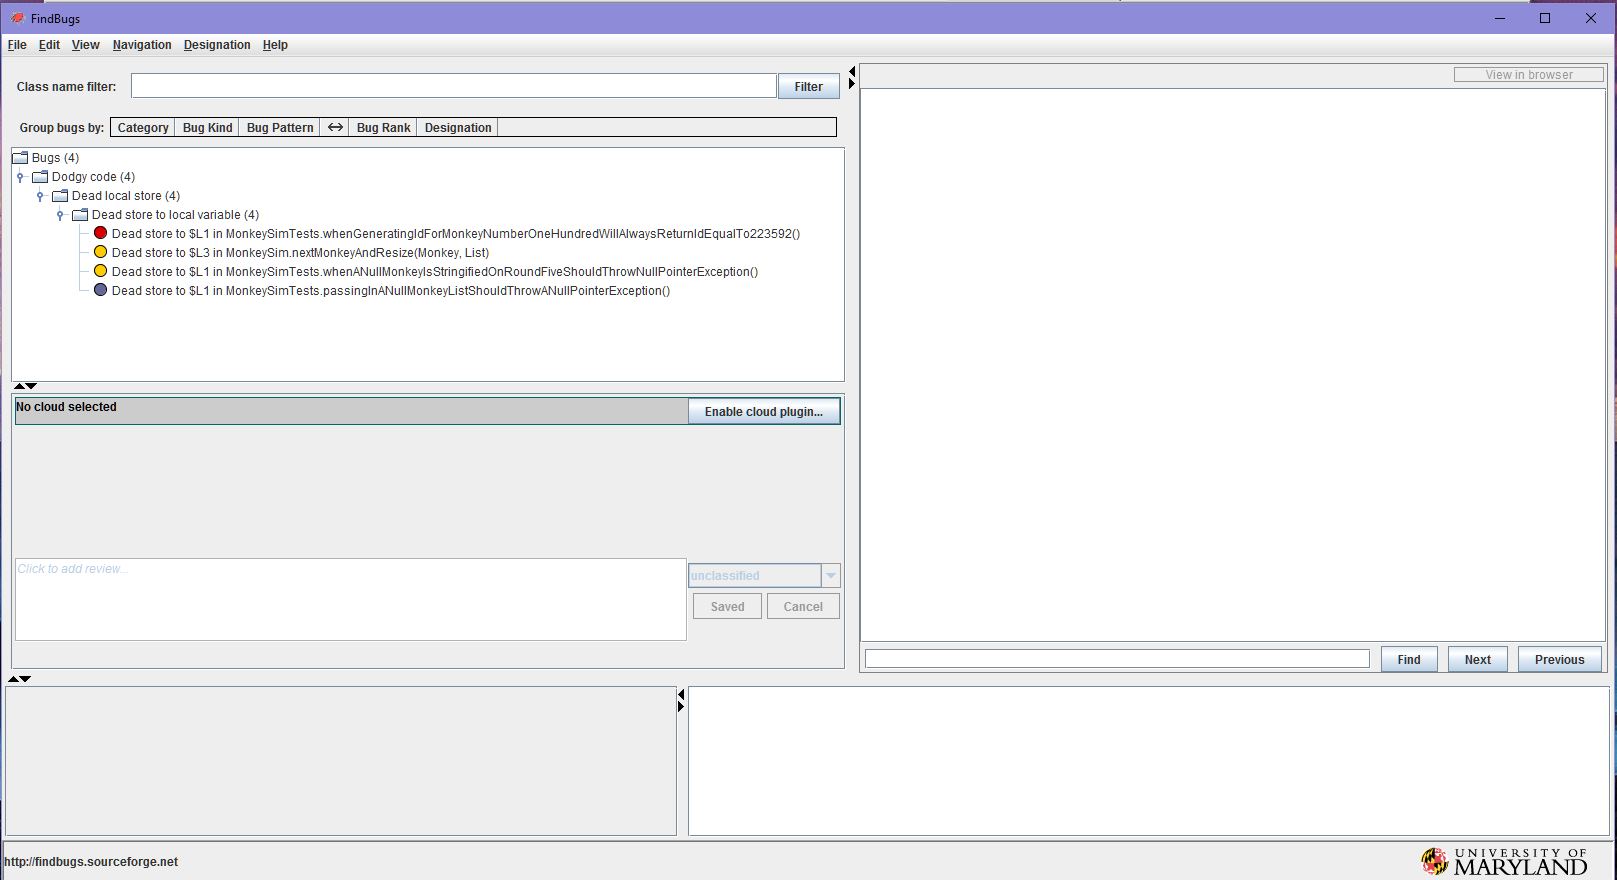 FindBugs
File Edit View Navigation Designation Help
Class name filter: Filter
View in browser
Group bugs by: Category Bug Kind Bug Pattern Bug Rank Designation
Bugs (4)
Dodgy code (4)
Dead local store (4)
Dead store to local variable (4)
Dead store to $L1 in MonkeySimTests.whenGeneratingIdForMonkeyNumberOneHundredWillAlwaysReturnIdEqualTo223592()
Dead store to $L3 in MonkeySim.nextMonkeyAndResize(Monkey, List)
Dead store to $L1 in MonkeySimTests.whenANullMonkeyIsStringifiedOnRoundFiveShouldThrowNullPointerException()
Dead store to $L1 in MonkeySimTests.passingInANullMonkeyListShouldThrowANullPointerException()
No cloud selected Enable cloud plugin...
Click to add review...
unclassified
Saved Cancel
Find Next Previous
http://findbugs.sourceforge.net
UNIVERSITY OF
MARYLAND